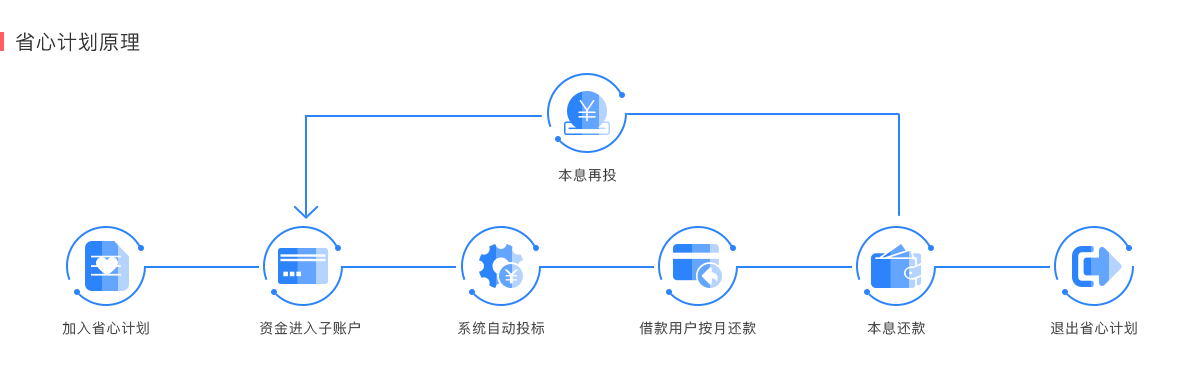 省心计划原理
本息再投
加入省心计划
资金进入子账户
系统自动投标
借款用户按月还款
本息还款
退出省心计划